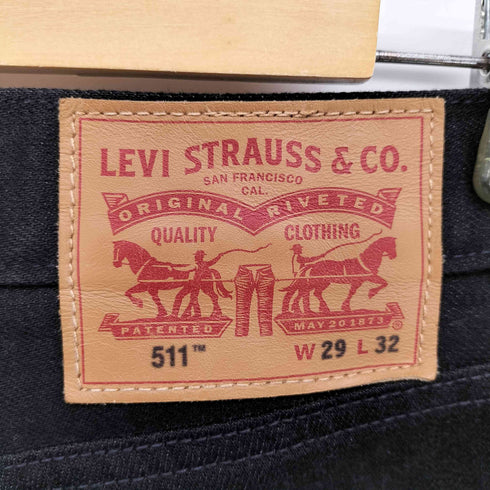 LEVI STRAUSS & CO.
SAN FRANCISCO
CAL.
ORIGINAL RIVETED
QUALITY CLOTHING
PATENTED MAY 20 1873 ®
511™ W 29 L 32